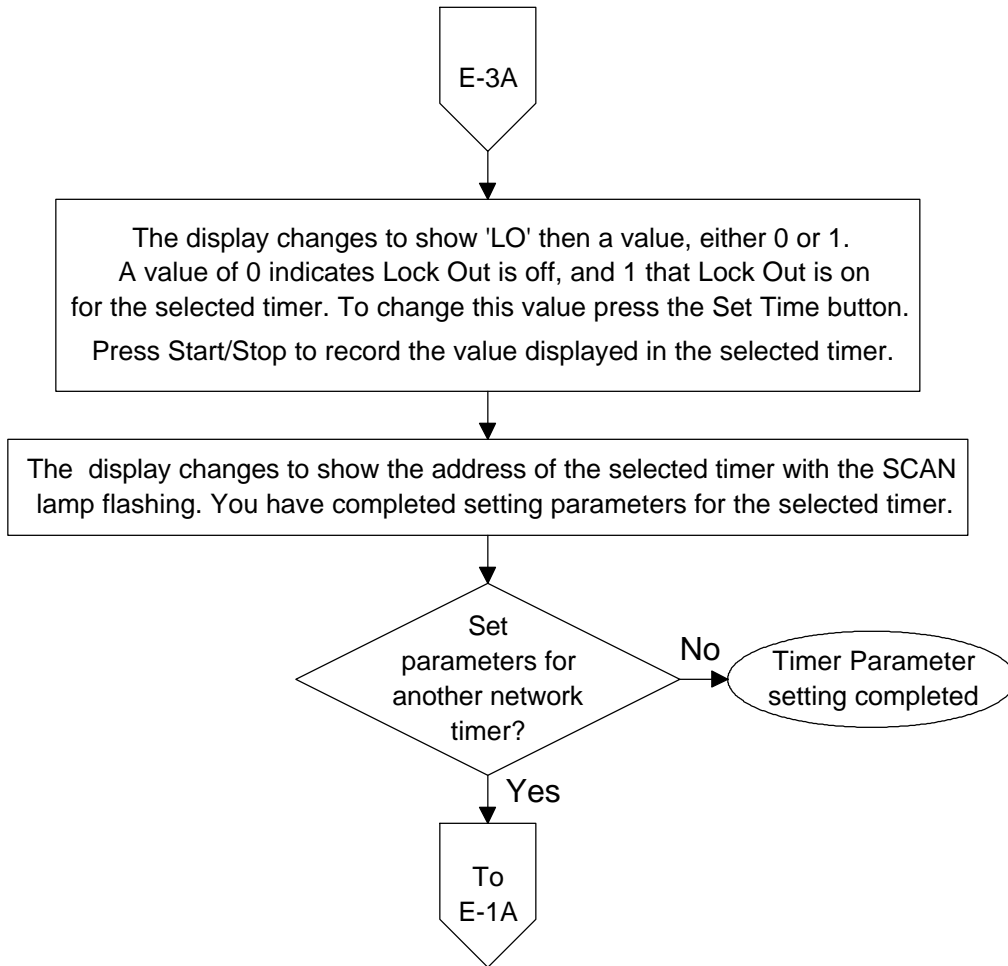 E-3A
The display changes to show 'LO' then a value, either 0 or 1.
A value of 0 indicates Lock Out is off, and 1 that Lock Out is on
for the selected timer. To change this value press the Set Time button.
Press Start/Stop to record the value displayed in the selected timer.
The display changes to show the address of the selected timer with the SCAN
lamp flashing. You have completed setting parameters for the selected timer.
Set
parameters for
another network
timer?
No
Timer Parameter
setting completed
Yes
To
E-1A